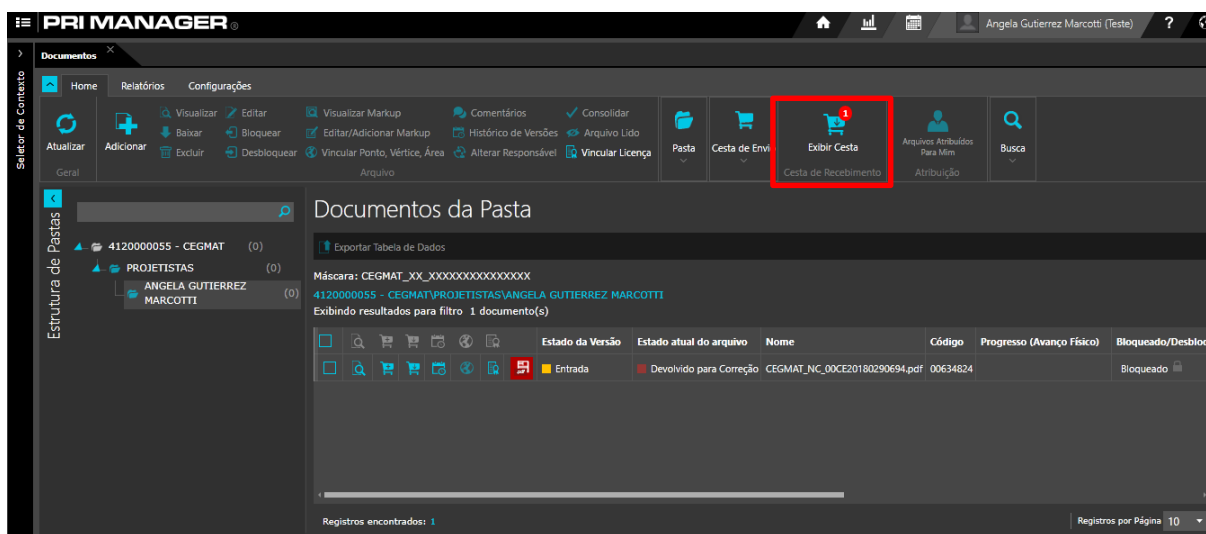 PRI MANAGER ®
Angela Gutierrez Marcotti (Teste) ?
Documentos
Seletor de Contexto
Home Relatórios Configurações
Atualizar
Geral
Adicionar
Visualizar Editar
Baixar Bloquear
Excluir Desbloquear
Visualizar Markup Comentários Consolidar
Editar/Adicionar Markup Histórico de Versões Arquivo Lido
Vincular Ponto, Vértice, Área Alterar Responsável Vincular Licença
Arquivo
Pasta
Cesta de Envi
1
Exibir Cesta
Cesta de Recebimento
Arquivos Atribuídos
Para Mim
Atribuição
Busca
Estrutura de Pastas
4120000055 - CEGMAT (0)
PROJETISTAS (0)
ANGELA GUTIERREZ
MARCOTTI (0)
Documentos da Pasta
Exportar Tabela de Dados
Máscara: CEGMAT_XX_XXXXXXXXXXXXXXX
4120000055 - CEGMAT\PROJETISTAS\ANGELA GUTIERREZ MARCOTTI
Exibindo resultados para filtro 1 documento(s)
Estado da Versão Estado atual do arquivo Nome Código Progresso (Avanço Físico) Bloqueado/Desbloc
Entrada Devolvido para Correção CEGMAT_NC_00CE20180290694.pdf 00634824 Bloqueado
Registros encontrados: 1
Registros por Página 10